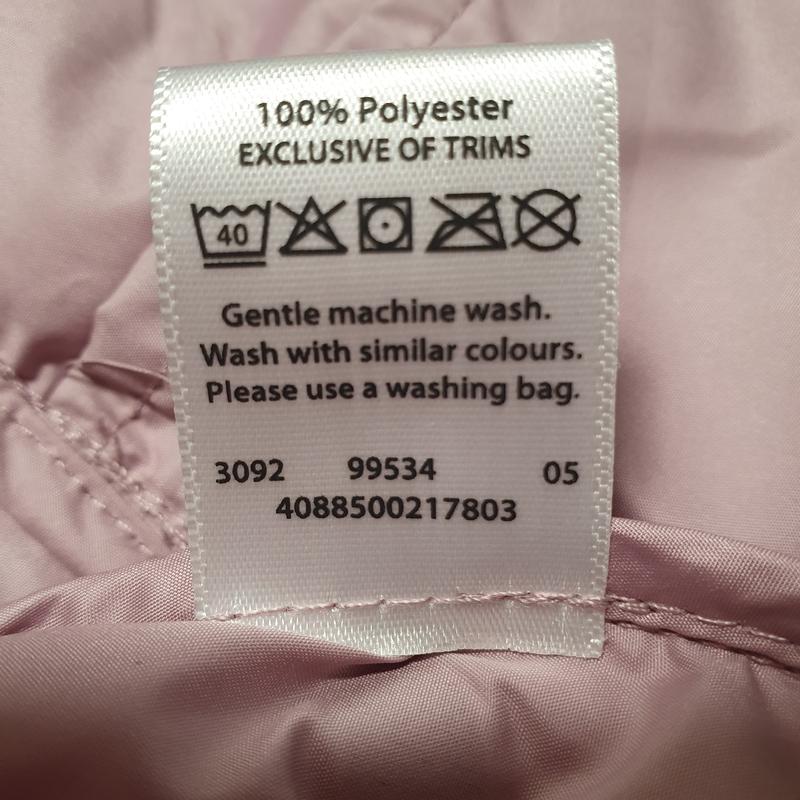 100% Polyester
EXCLUSIVE OF TRIMS
40
Gentle machine wash.
Wash with similar colours.
Please use a washing bag.
3092 99534 05
4088500217803